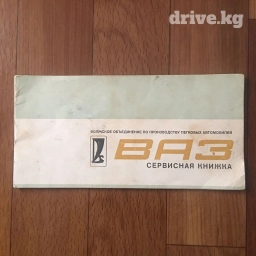 drive.kg
ВОЛЖСКОЕ ОБЪЕДИНЕНИЕ ПО ПРОИЗВОДСТВУ ЛЕГКОВЫХ АВТОМОБИЛЕЙ
ВАЗ
СЕРВИСНАЯ КНИЖКА